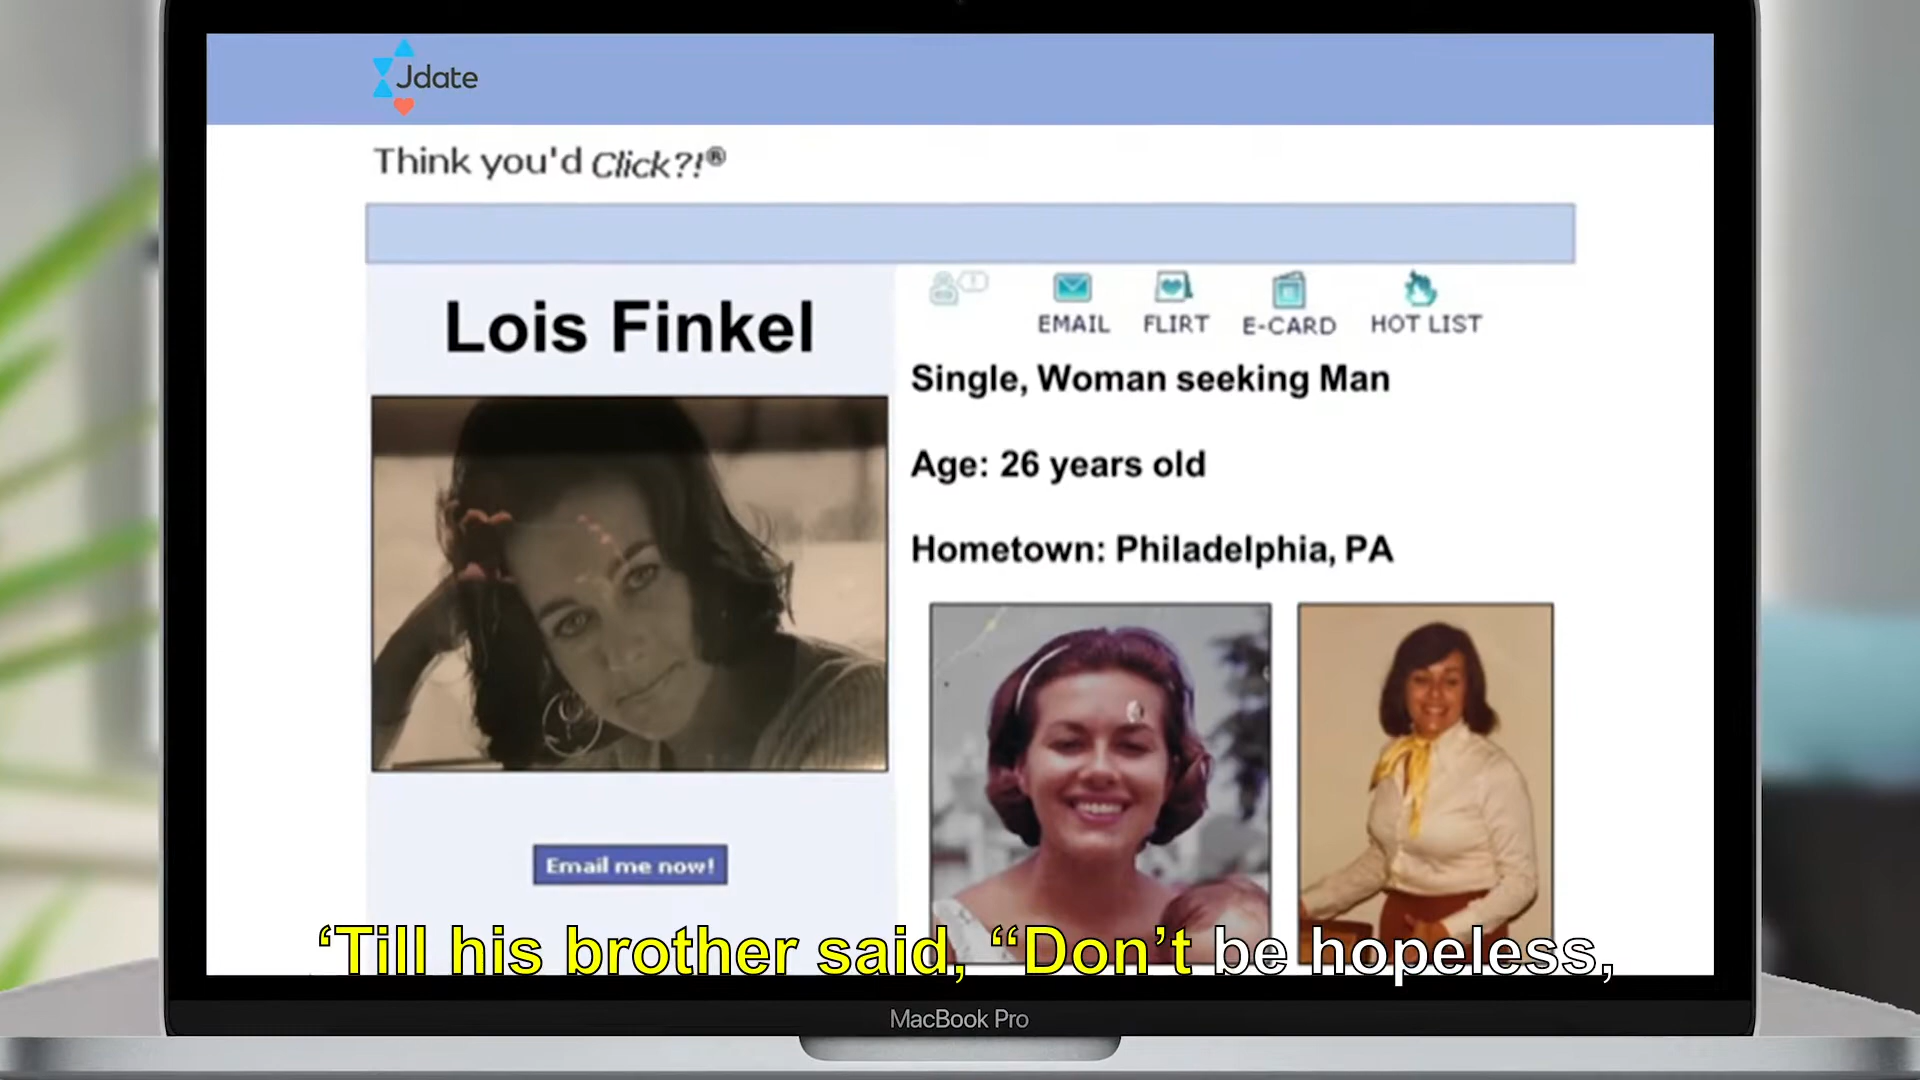 Jdate
Think you'd Click?!®
Lois Finkel
EMAIL FLIRT E-CARD HOT LIST
Single, Woman seeking Man
Age: 26 years old
Hometown: Philadelphia, PA
Email me now!
‘Till his brother said, “Don’t be hopeless,
MacBook Pro